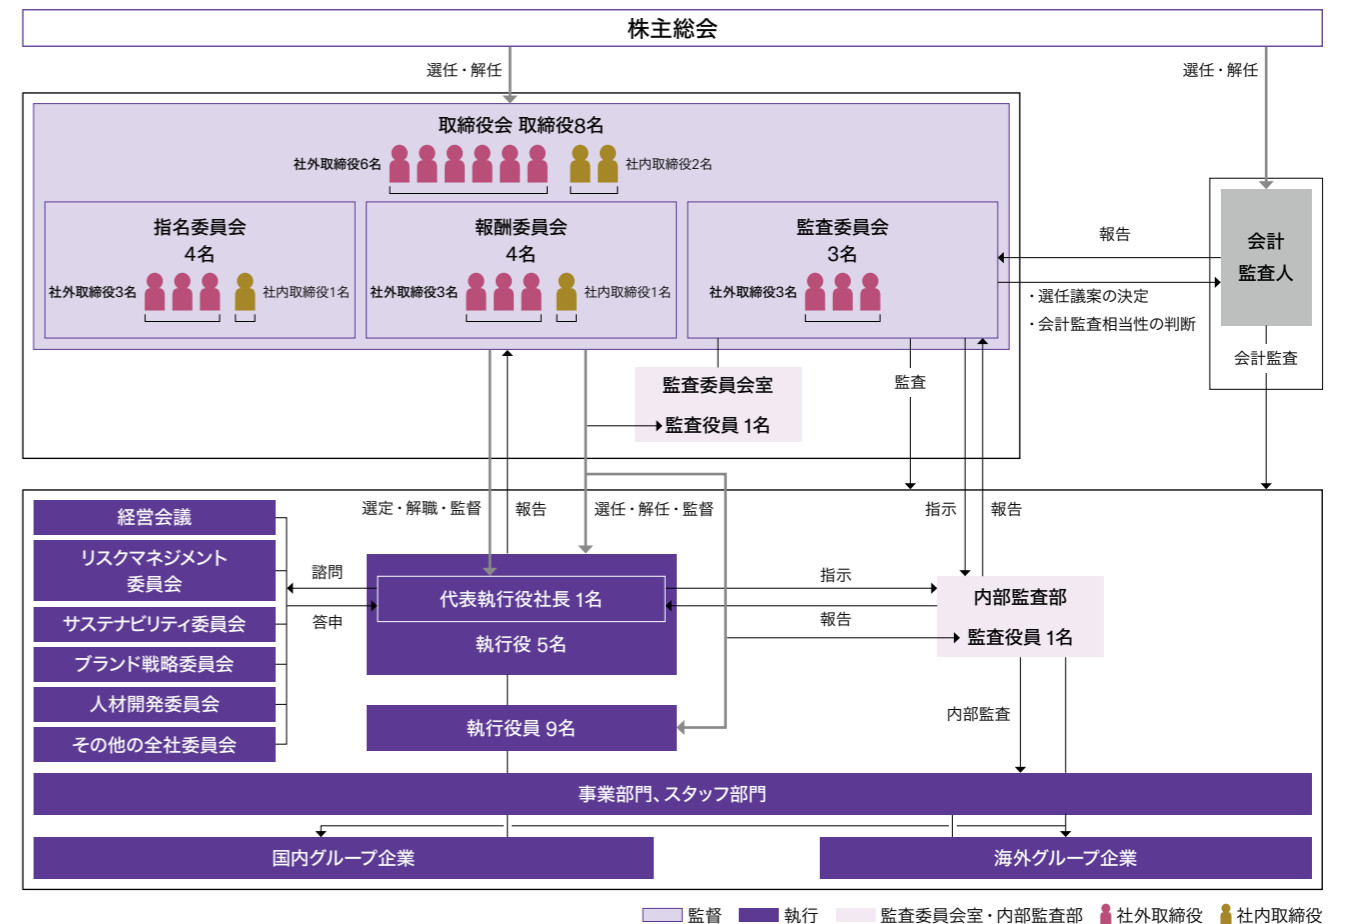 株主総会
選任・解任
選任・解任
取締役会 取締役8名
社外取締役6名
社内取締役2名
指名委員会
4名
社外取締役3名
社内取締役1名
報酬委員会
4名
社外取締役3名
社内取締役1名
監査委員会
3名
社外取締役3名
報告
・選任議案の決定
・会計監査相当性の判断
会計
監査人
会計監査
監査委員会室
監査役員 1名
監査
選定・解職・監督
報告
選任・解任・監督
指示
報告
経営会議
リスクマネジメント
委員会
サステナビリティ委員会
ブランド戦略委員会
人材開発委員会
その他の全社委員会
諮問
答申
代表執行役社長 1名
執行役 5名
執行役員 9名
指示
報告
内部監査部
監査役員 1名
内部監査
事業部門、スタッフ部門
国内グループ企業
海外グループ企業
監督
執行
監査委員会室・内部監査部
社外取締役
社内取締役